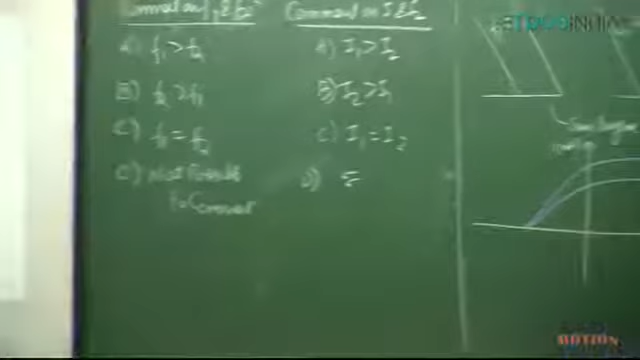 Comment on f₁ & f₂
A) f₁ > f₂
B) f₂ > f₁
C) f₁ = f₂
C) Not Possible
To Comment
Comment on I₁ & I₂
A) I₁ > I₂
B) I₂ > I₁
C) I₁ = I₂
D)
ETOOSINDIA
MOTION